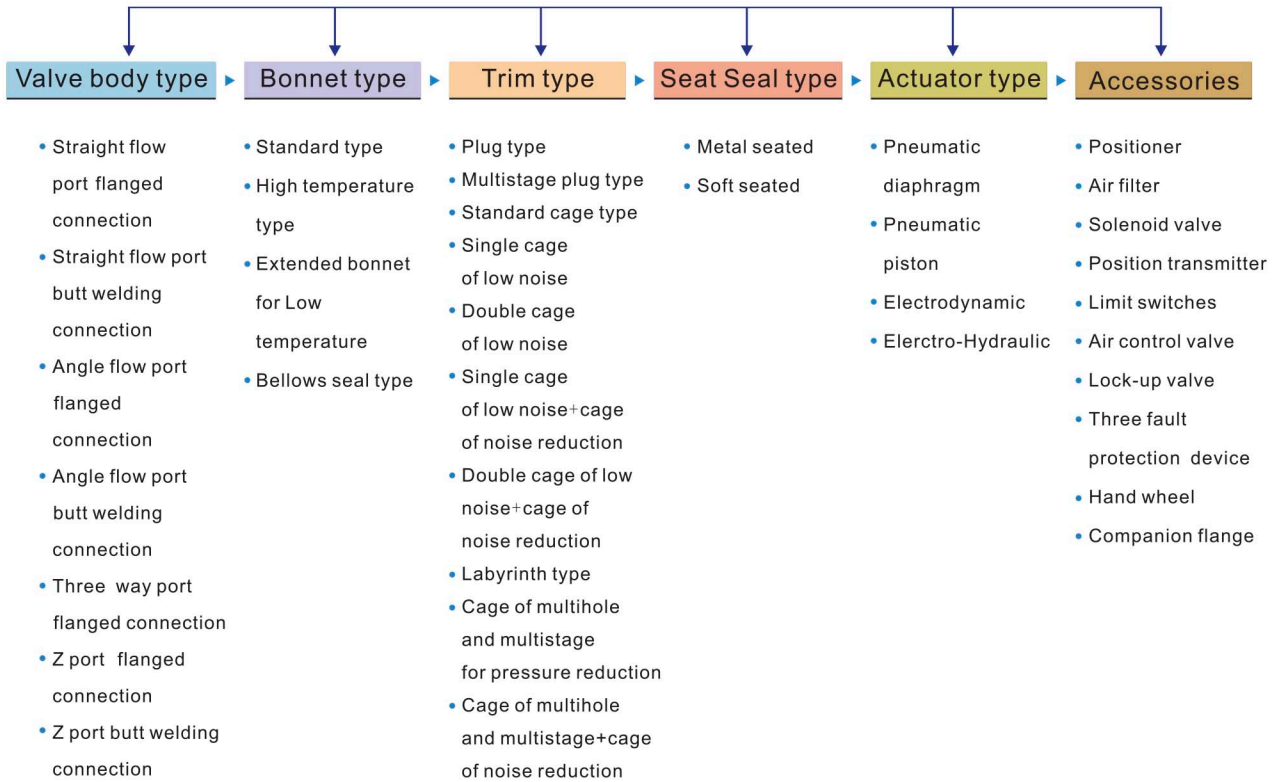 Valve body type
Bonnet type
Trim type
Seat Seal type
Actuator type
Accessories
• Straight flow
port flanged
connection
• Straight flow port
butt welding
connection
• Angle flow port
flanged
connection
• Angle flow port
butt welding
connection
• Three way port
flanged connection
• Z port flanged
connection
• Z port butt welding
connection
• Standard type
• High temperature
type
• Extended bonnet
for Low
temperature
• Bellows seal type
• Plug type
• Multistage plug type
• Standard cage type
• Single cage
of low noise
• Double cage
of low noise
• Single cage
of low noise+cage
of noise reduction
• Double cage of low
noise+cage of
noise reduction
• Labyrinth type
• Cage of multihole
and multistage
for pressure reduction
• Cage of multihole
and multistage+cage
of noise reduction
• Metal seated
• Soft seated
• Pneumatic
diaphragm
• Pneumatic
piston
• Electrodynamic
• Elerctro-Hydraulic
• Positioner
• Air filter
• Solenoid valve
• Position transmitter
• Limit switches
• Air control valve
• Lock-up valve
• Three fault
protection device
• Hand wheel
• Companion flange